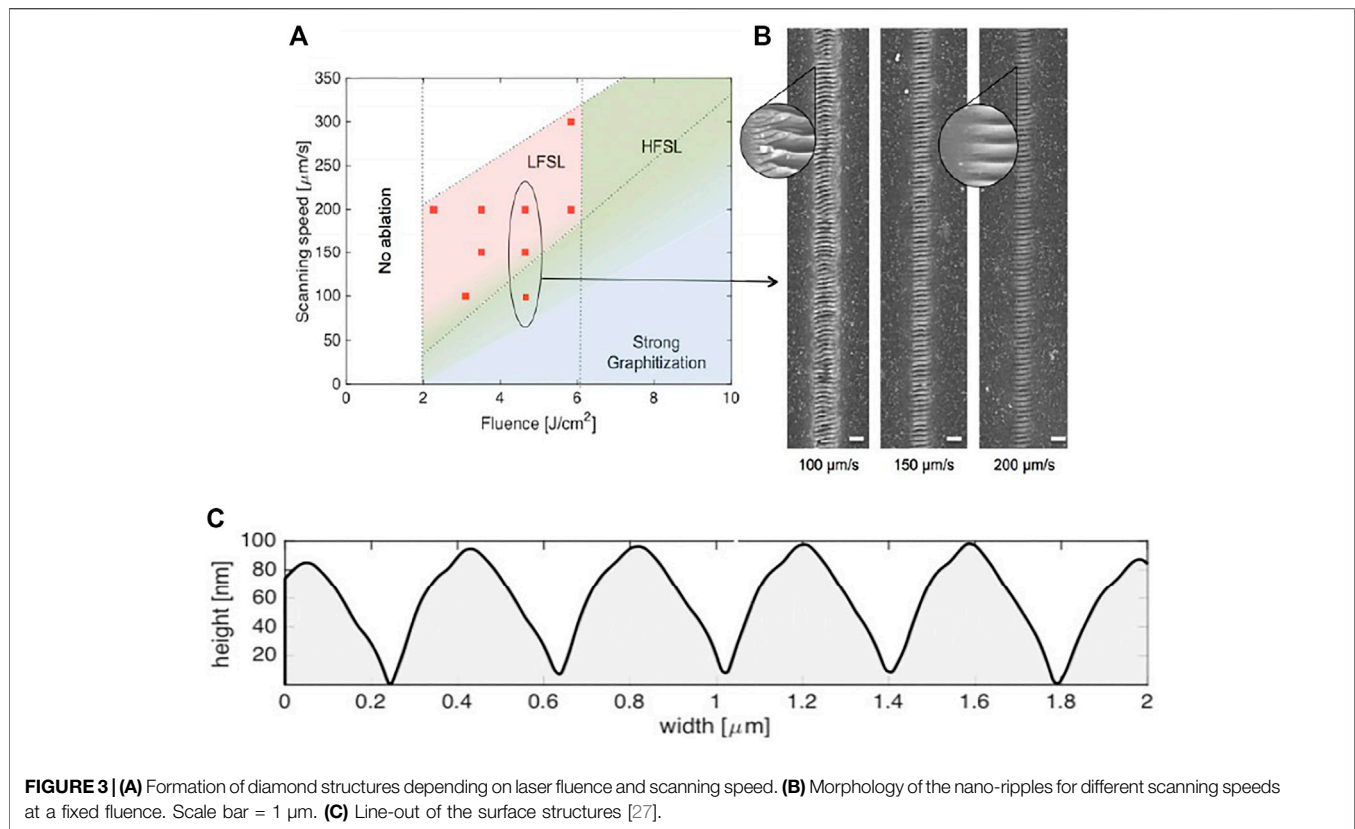 A
B
350
300
250
200
150
100
50
0
Scanning speed [μm/s]
No ablation
LFSL
HFSL
Strong
Graphitization
0
2
4
6
8
10
Fluence [J/cm²]
100 μm/s
150 μm/s
200 μm/s
C
100
80
60
40
20
height [nm]
0
0.2
0.4
0.6
0.8
1
1.2
1.4
1.6
1.8
2
width [μm]
FIGURE 3 | (A) Formation of diamond structures depending on laser fluence and scanning speed. (B) Morphology of the nano-ripples for different scanning speeds
at a fixed fluence. Scale bar = 1 μm. (C) Line-out of the surface structures [27].